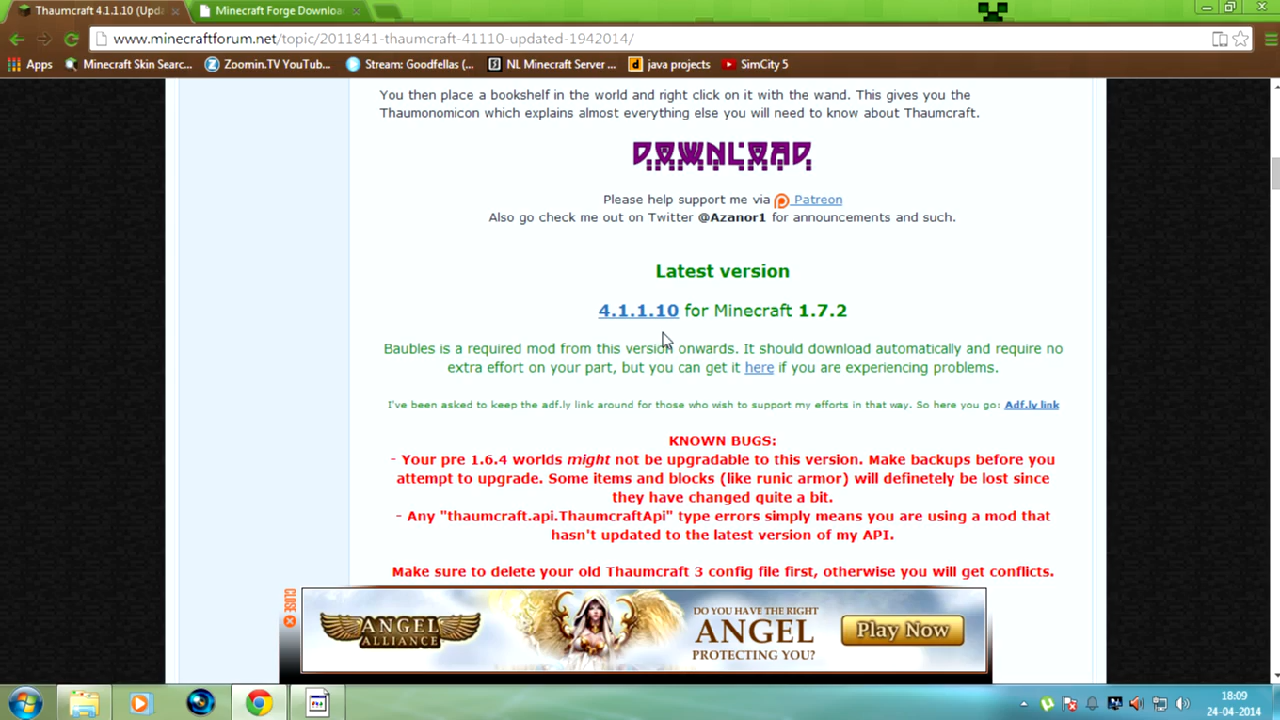 Thaumcraft 4.1.1.10 (Upda
Minecraft Forge Downloa
www.minecraftforum.net/topic/2011841-thaumcraft-41110-updated-1942014/
Apps
Minecraft Skin Searc...
Zoomin.TV YouTub...
Stream: Goodfellas (...
NL Minecraft Server ...
java projects
SimCity 5
You then place a bookshelf in the world and right click on it with the wand. This gives you the
Thaumonomicon which explains almost everything else you will need to know about Thaumcraft.
DOWNLOAD
Please help support me via Patreon
Also go check me out on Twitter @Azanor1 for announcements and such.
Latest version
4.1.1.10 for Minecraft 1.7.2
Baubles is a required mod from this version onwards. It should download automatically and require no
extra effort on your part, but you can get it here if you are experiencing problems.
I've been asked to keep the adf.ly link around for those who wish to support my efforts in that way. So here you go: Adf.ly link
KNOWN BUGS:
- Your pre 1.6.4 worlds might not be upgradable to this version. Make backups before you
attempt to upgrade. Some items and blocks (like runic armor) will definetely be lost since
they have changed quite a bit.
- Any "thaumcraft.api.ThaumcraftApi" type errors simply means you are using a mod that
hasn't updated to the latest version of my API.
Make sure to delete your old Thaumcraft 3 config file first, otherwise you will get conflicts.
CLOSE
ANGEL
ALLIANCE
DO YOU HAVE THE RIGHT
ANGEL
PROTECTING YOU?
Play Now
18:09
24-04-2014